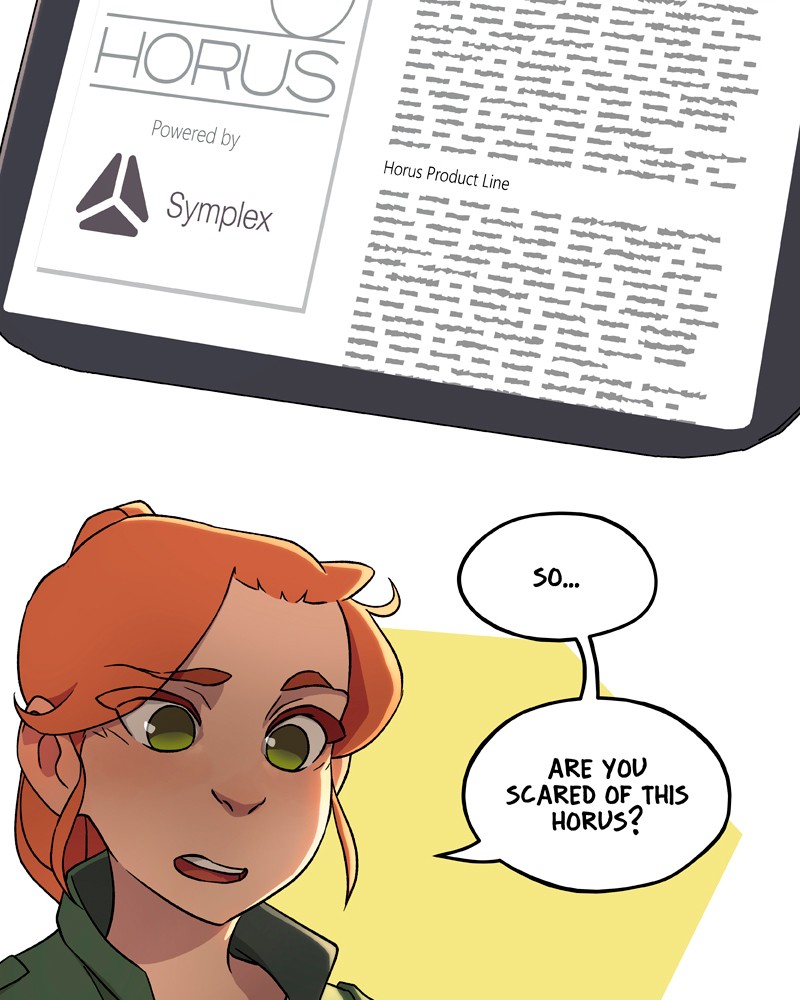 HORUS
Powered by
Symplex
Horus Product Line
SO...
ARE YOU
SCARED OF THIS
HORUS?